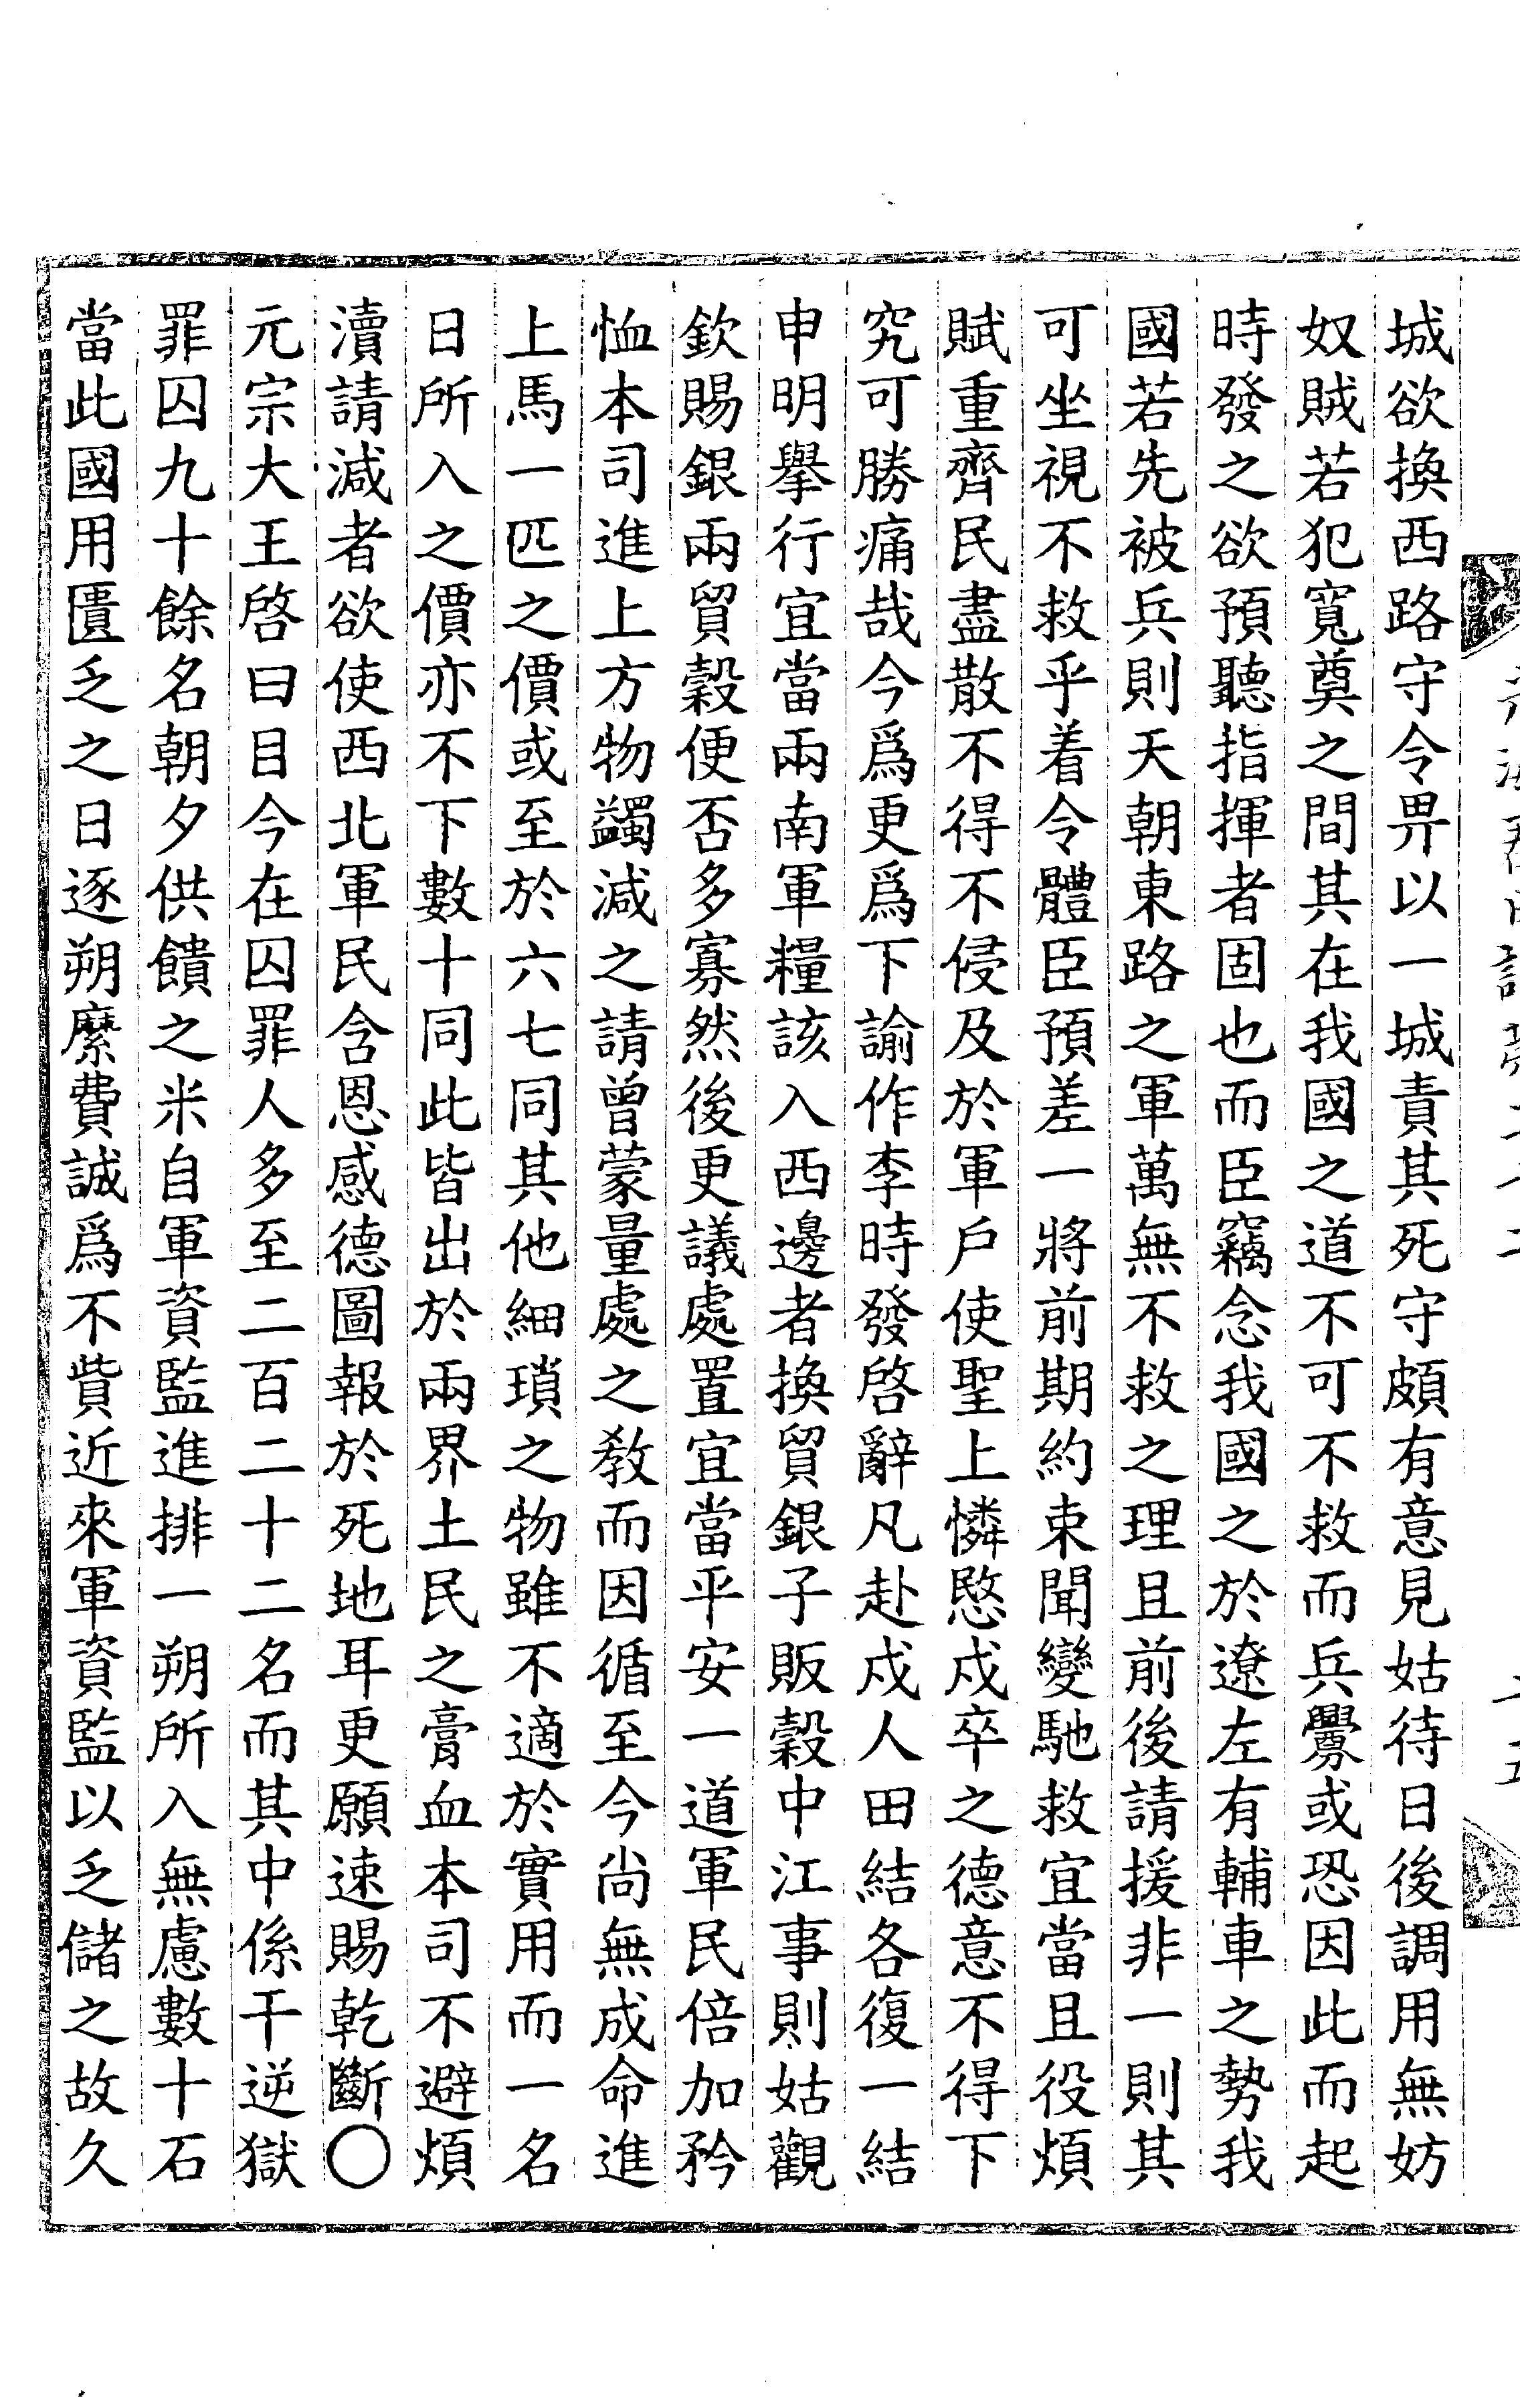 城欲換西路守令畀以一城責其死守頗有意見姑待日後調用無妨
奴賊若犯寬奠之間其在我國之道不可不救而兵釁或恐因此而起
時發之欲預聽指揮者固也而臣竊念我國之於遼左有輔車之勢我
國若先被兵則天朝東路之軍萬無不救之理且前後請援非一則其
可坐視不救乎着令體臣預差一將前期約束聞變馳救宜當且役煩
賦重齊民盡散不得不侵及於軍戶使聖上憐愍戍卒之德意不得下
究可勝痛哉今爲更爲下諭作李時發啓辭凡赴戍人田結各復一結
申明擧行宜當兩南軍糧該入西邊者換貿銀子販穀中江事則姑觀
欽賜銀兩貿穀便否多寡然後更議處置宜當平安一道軍民倍加矜
恤本司進上方物蠲減之請曾蒙量處之敎而因循至今尙無成命進
上馬一匹之價或至於六七同其他細瑣之物雖不適於實用而一名
日所入之價亦不下數十同此皆出於兩界土民之膏血本司不避煩
瀆請減者欲使西北軍民含恩感德圖報於死地耳更願速賜乾斷○
元宗大王啓曰目今在囚罪人多至二百二十二名而其中係干逆獄
罪囚九十餘名朝夕供饋之米自軍資監進排一朔所入無慮數十石
當此國用匱乏之日逐朔縻費誠爲不貲近來軍資監以乏儲之故久